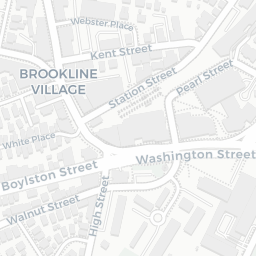 Webster Place
Kent Street
BROOKLINE
VILLAGE
Station Street
Pearl Street
White Place
Washington Street
Boylston Street
High Street
Walnut Street